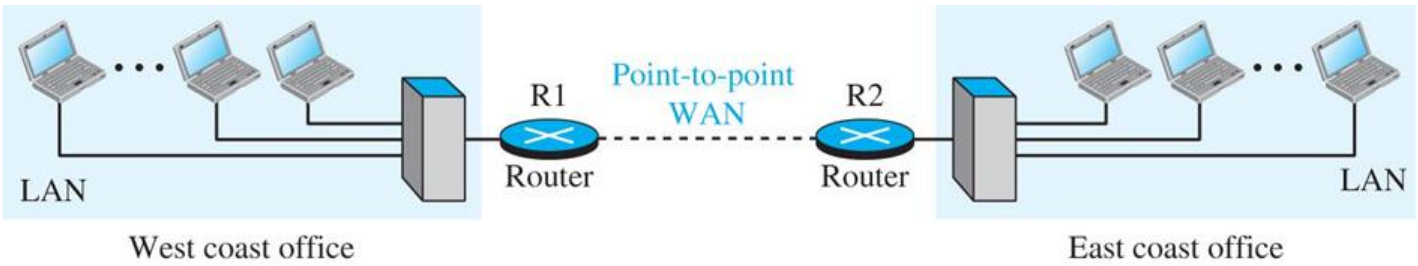 R1
Point-to-point
WAN
R2
Router
Router
LAN
LAN
West coast office
East coast office